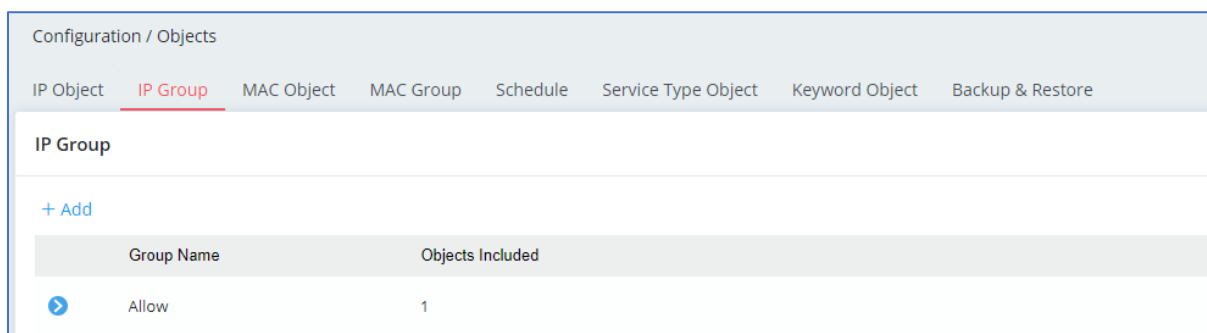 Configuration / Objects
IP Object IP Group MAC Object MAC Group Schedule Service Type Object Keyword Object Backup & Restore
IP Group
+ Add
Group Name Objects Included
Allow 1